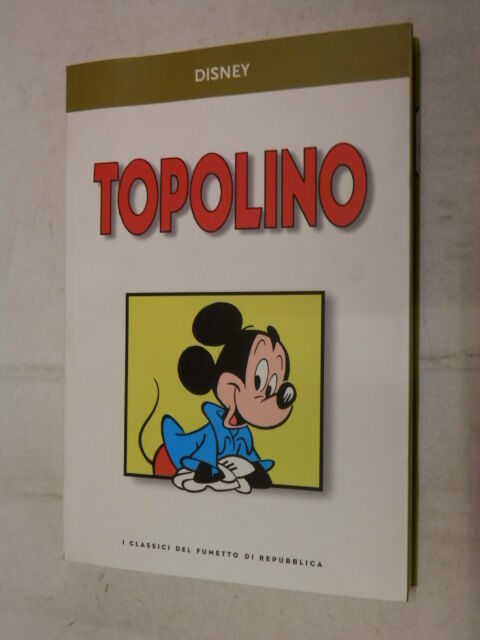 DISNEY
TOPOLINO
I CLASSICI DEL FUMETTO DI REPUBBLICA